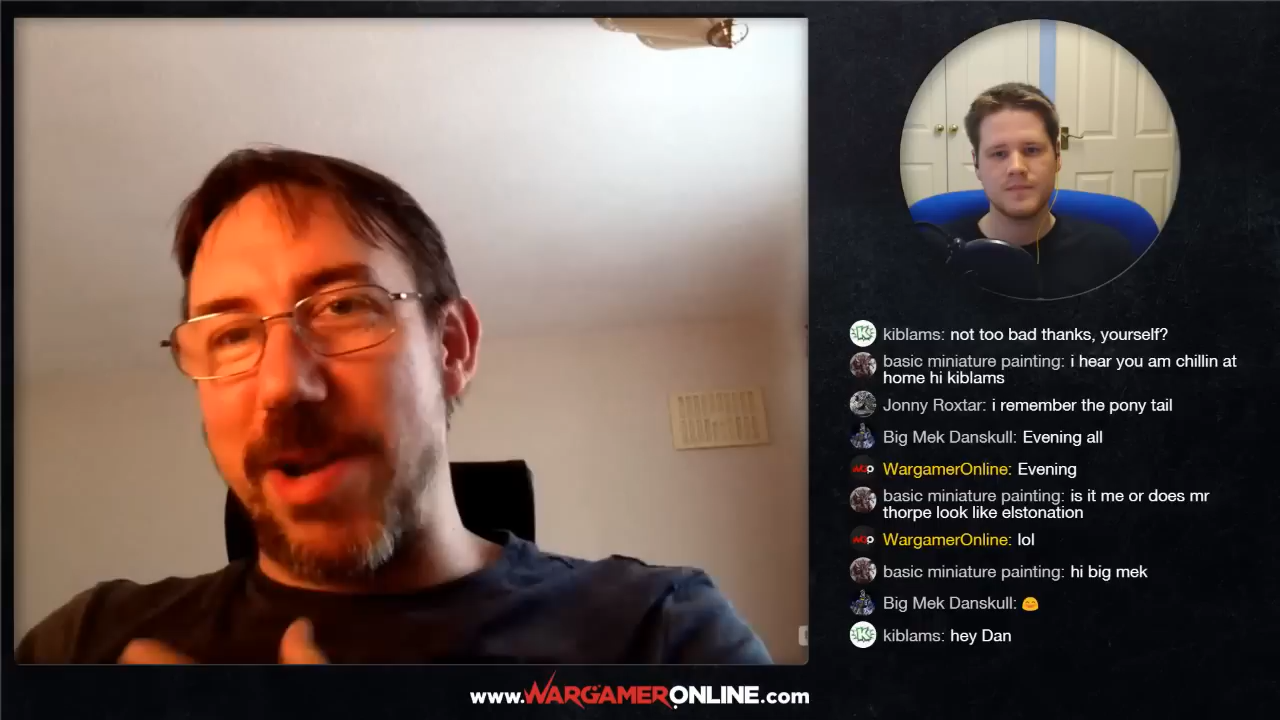 kiblams: not too bad thanks, yourself?
basic miniature painting: i hear you am chillin at
home hi kiblams
Jonny Roxtar: i remember the pony tail
Big Mek Danskull: Evening all
WargamerOnline: Evening
basic miniature painting: is it me or does mr
thorpe look like elstonation
WargamerOnline: lol
basic miniature painting: hi big mek
Big Mek Danskull: 🤗
kiblams: hey Dan
www.WARGAMERONLINE.com